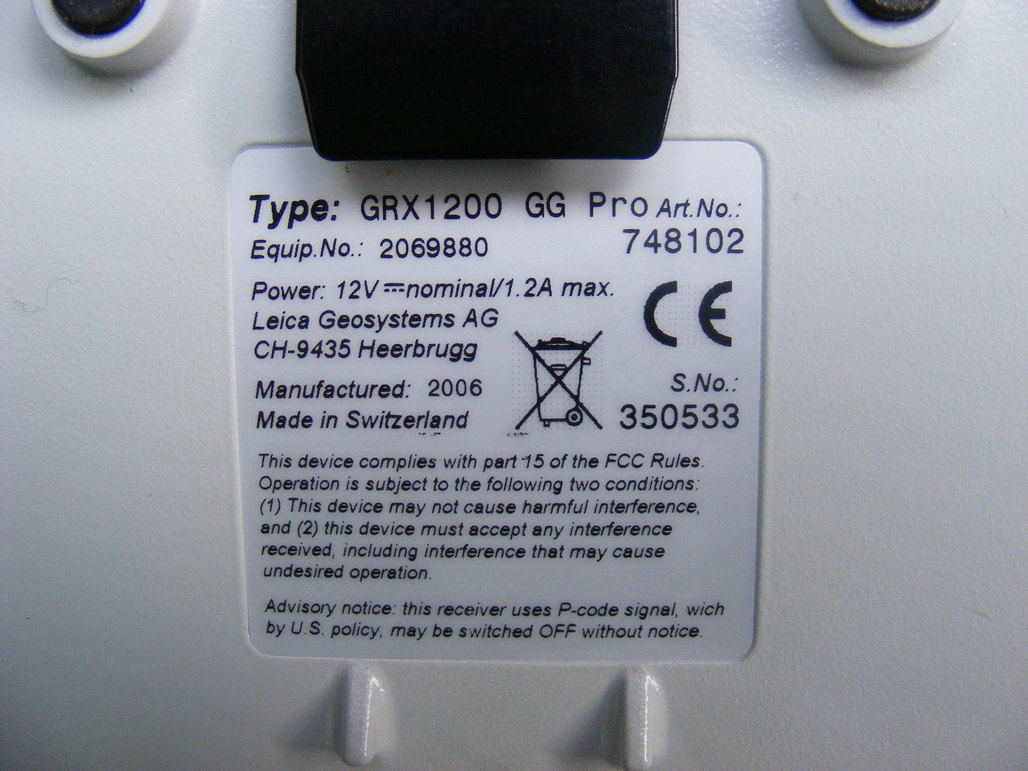 Type: GRX1200 GG Pro Art.No.:
Equip.No.: 2069880 748102
Power: 12V ⎓nominal/1.2A max.
Leica Geosystems AG
CH-9435 Heerbrugg
CE
Manufactured: 2006 S.No.:
Made in Switzerland 350533
This device complies with part 15 of the FCC Rules.
Operation is subject to the following two conditions:
(1) This device may not cause harmful interference,
and (2) this device must accept any interference
received, including interference that may cause
undesired operation.
Advisory notice: this receiver uses P-code signal, wich
by U.S. policy, may be switched OFF without notice.